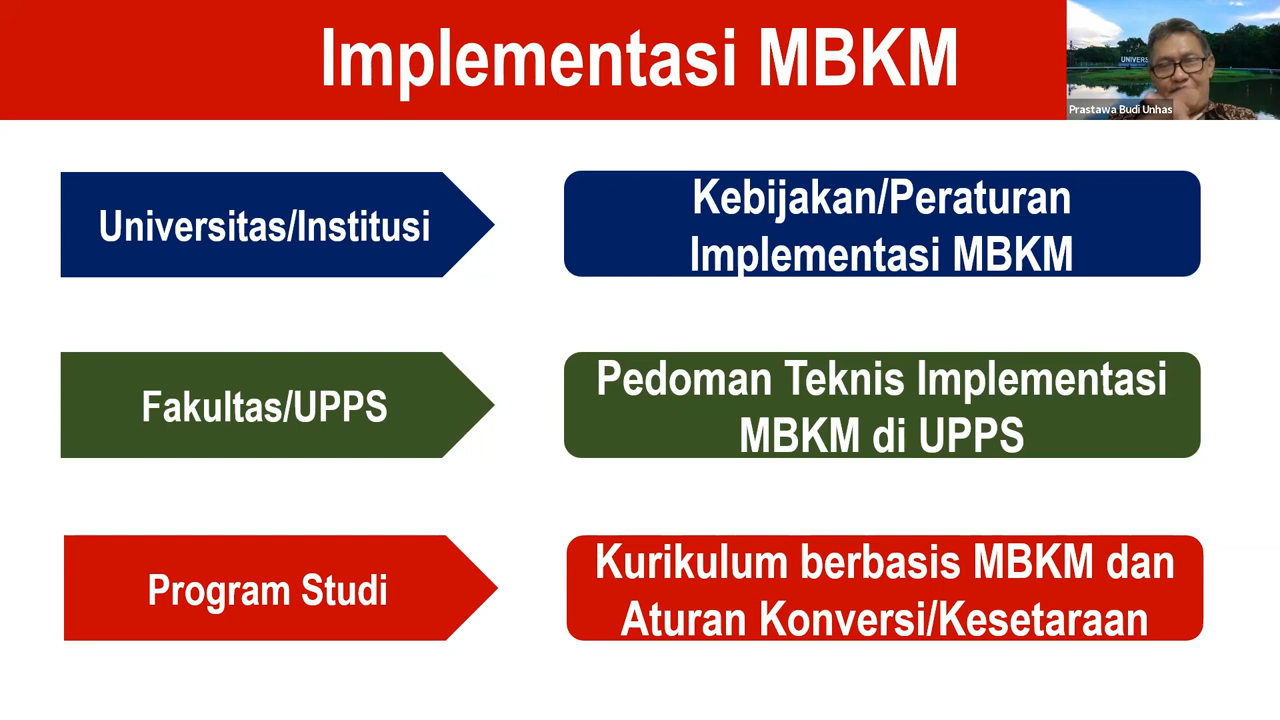 Implementasi MBKM
UNIVERS
Prastawa Budi Unhas
Universitas/Institusi
Kebijakan/Peraturan
Implementasi MBKM
Fakultas/UPPS
Pedoman Teknis Implementasi
MBKM di UPPS
Program Studi
Kurikulum berbasis MBKM dan
Aturan Konversi/Kesetaraan